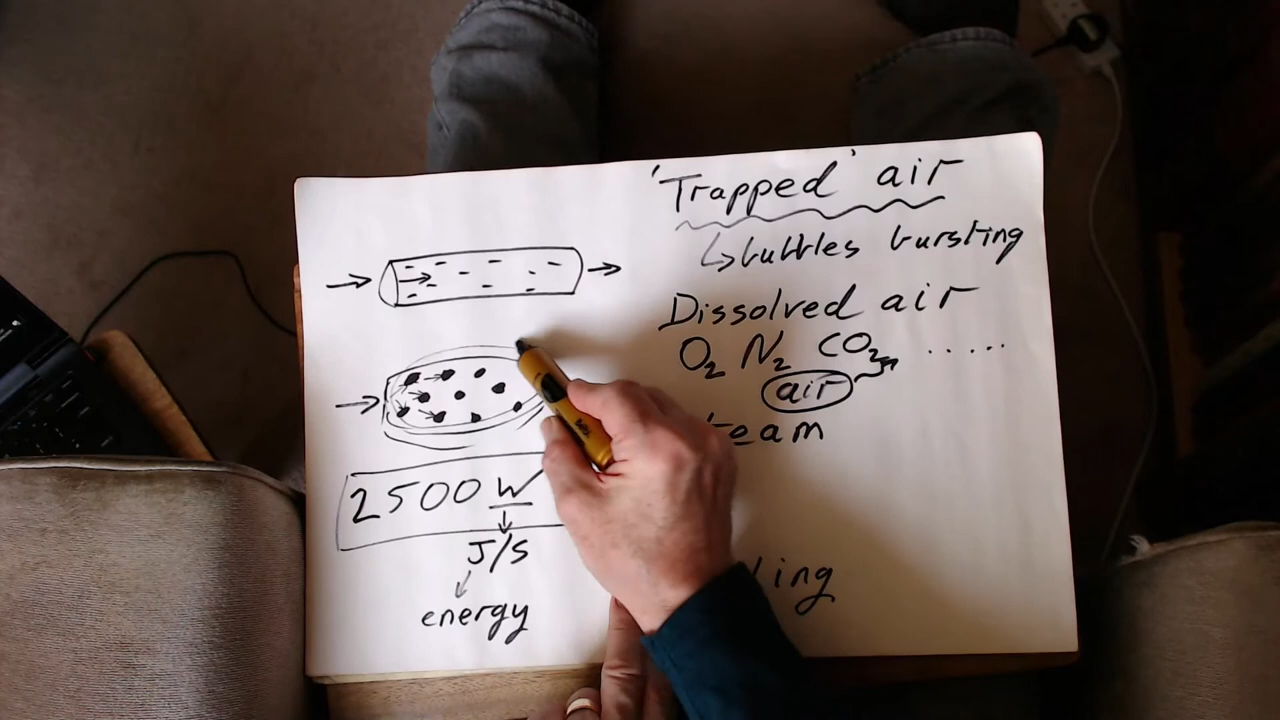 'Trapped' air
↳ bubbles bursting
Dissolved air
O₂ N₂ CO₂ ......
air
2500 W
J/S
energy